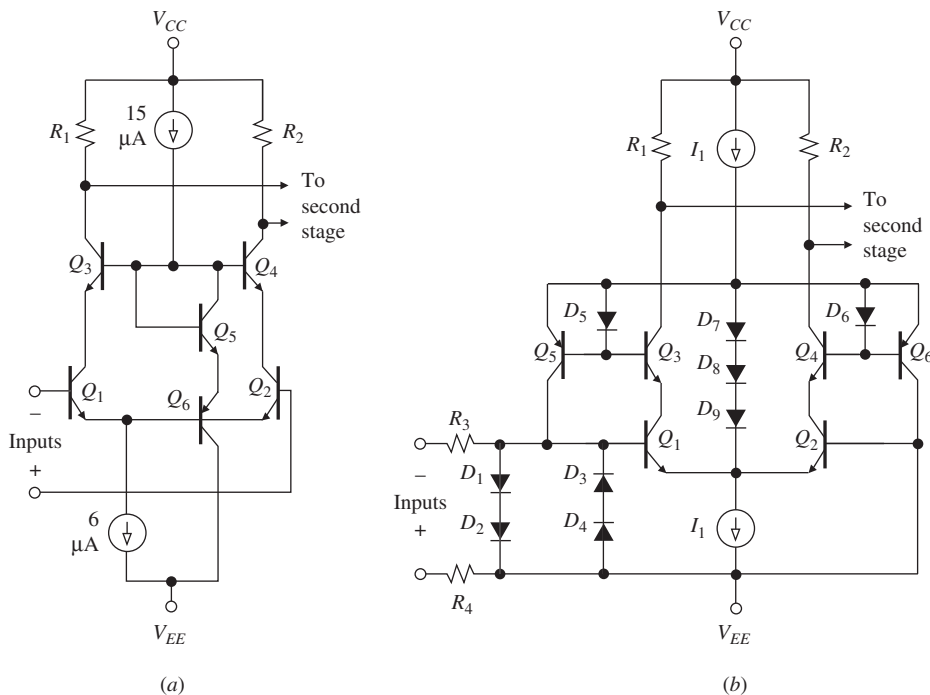 V_CC
15
µA
R_1
R_2
To
second
stage
Q_3
Q_4
Q_5
Q_1
Q_6
Q_2
–
Inputs
+
6
µA
V_EE
(a)
V_CC
R_1
I_1
R_2
To
second
stage
D_5
D_7
D_6
Q_5
Q_3
Q_4
Q_6
D_8
D_9
R_3
Q_1
Q_2
–
D_1
D_3
Inputs
D_2
D_4
+
I_1
R_4
V_EE
(b)